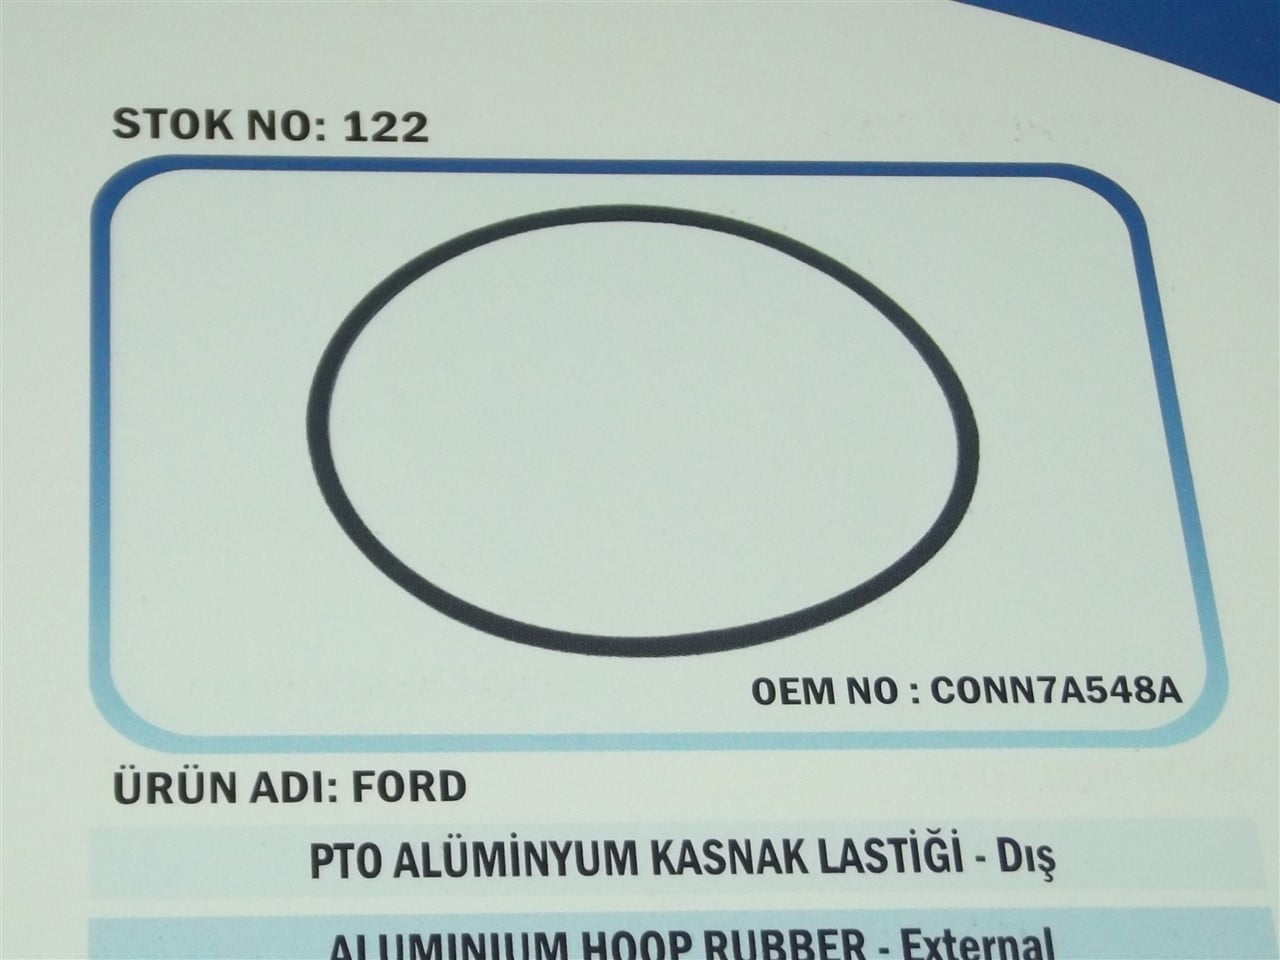 STOK NO: 122
OEM NO : CONN7A548A
ÜRÜN ADI: FORD
PTO ALÜMİNYUM KASNAK LASTİĞİ - Dış
ALUMINIUM HOOP RUBBER - External